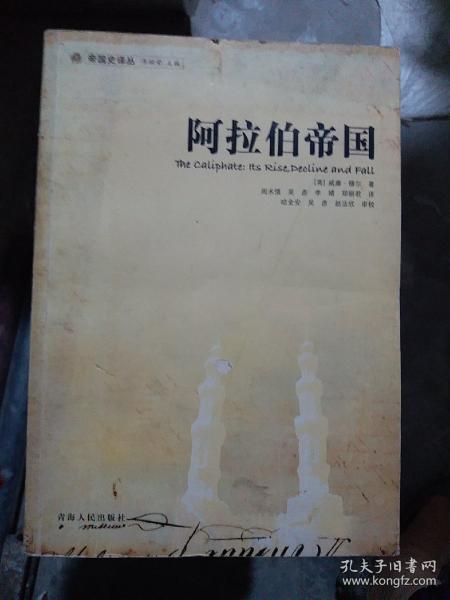 帝国史译丛
主编
阿拉伯帝国
The Caliphate: Its Rise, Decline and Fall
[英] 威廉·穆尔 著
周术情 吴彦 李婧 郑丽君 译
哈全安 吴彦 赵法欣 审校
青海人民出版社
孔夫子旧书网
www.kongfz.com